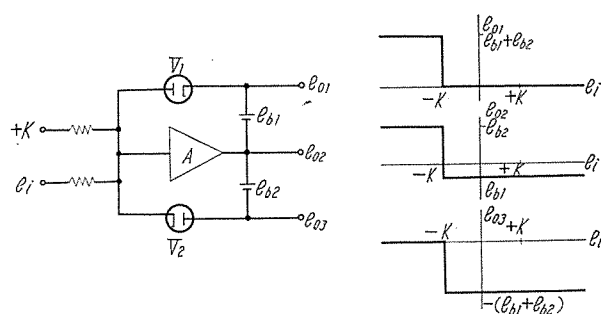 V1
e01
eb1
+K
A
e02
ei
eb2
V2
e03
e01
eb1+eb2
-K
+K
ei
e02
eb2
-K
+K
ei
eb1
e03
-K
+K
ei
-(eb1+eb2)